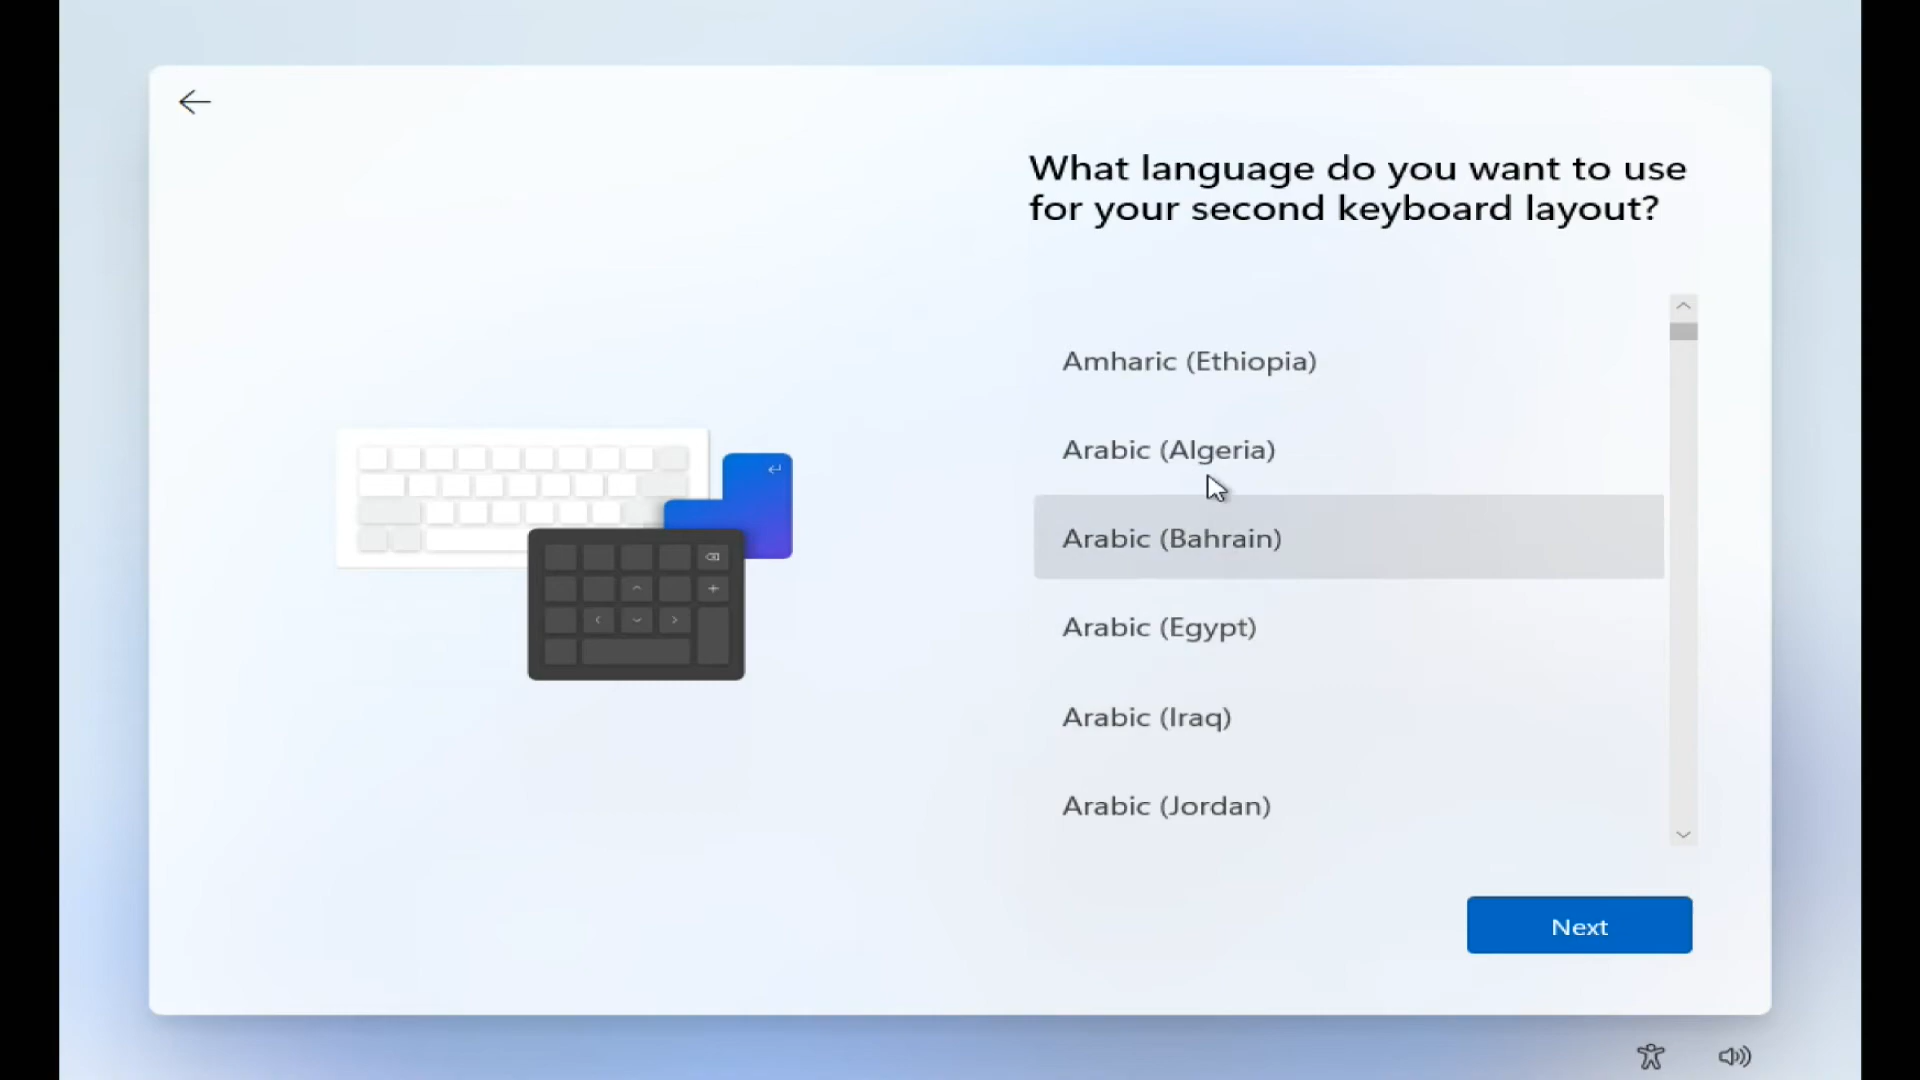 What language do you want to use
for your second keyboard layout?
Amharic (Ethiopia)
Arabic (Algeria)
Arabic (Bahrain)
Arabic (Egypt)
Arabic (Iraq)
Arabic (Jordan)
Next